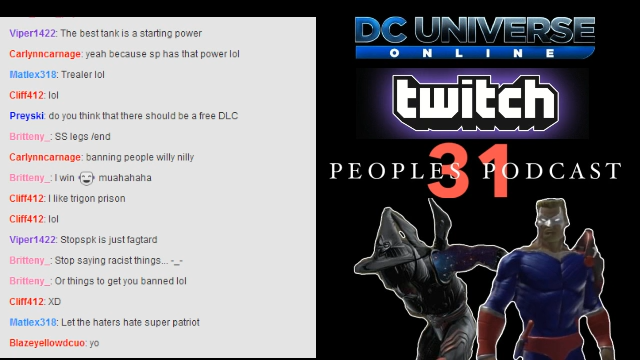 Viper1422: The best tank is a starting power
Carlynncarnage: yeah because sp has that power lol
Matlex318: Trealer lol
Cliff412: lol
Preyski: do you think that there should be a free DLC
Britteny_: SS legs /end
Carlynncarnage: banning people willy nilly
Britteny_: I win muahahaha
Cliff412: I like trigon prison
Cliff412: lol
Viper1422: Stopspk is just fagtard
Britteny_: Stop saying racist things... -_-
Britteny_: Or things to get you banned lol
Cliff412: XD
Matlex318: Let the haters hate super patriot
Blazeyellowdcuo: yo
DC UNIVERSE
ONLINE
twitch
31
PEOPLES PODCAST